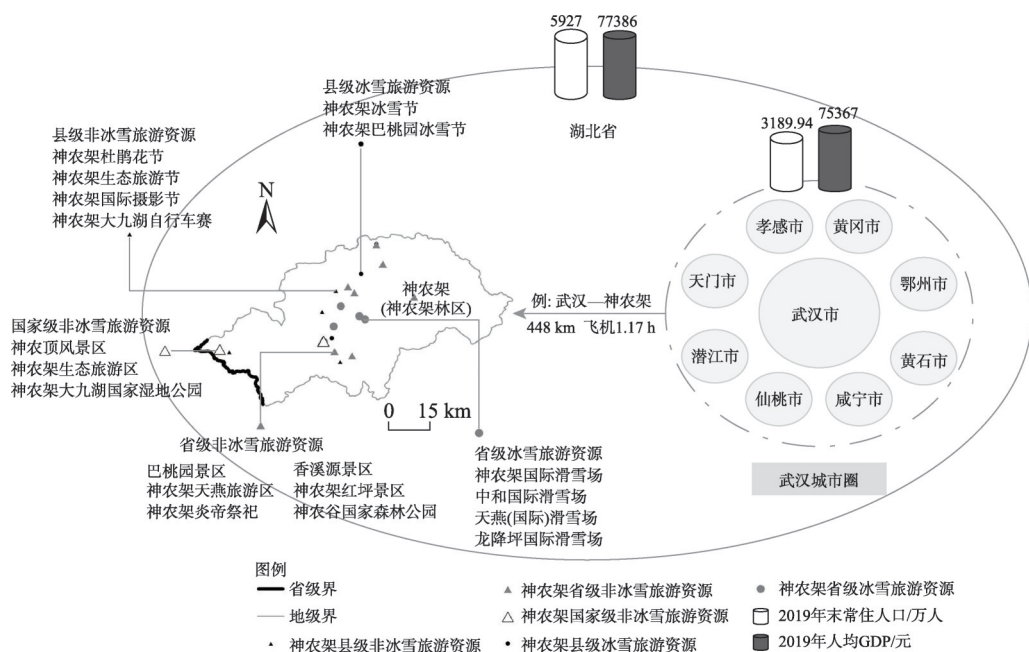 5927
77386
湖北省
3189.94
75367
县级冰雪旅游资源
神农架冰雪节
神农架巴桃园冰雪节
县级非冰雪旅游资源
神农架杜鹃花节
神农架生态旅游节
神农架国际摄影节
神农架大九湖自行车赛
N
神农架
(神农架林区)
例: 武汉—神农架
448 km 飞机1.17 h
孝感市
黄冈市
天门市
鄂州市
武汉市
潜江市
黄石市
仙桃市
咸宁市
武汉城市圈
国家级非冰雪旅游资源
神农顶风景区
神农架生态旅游区
神农架大九湖国家湿地公园
0 15 km
省级非冰雪旅游资源
巴桃园景区
神农架天燕旅游区
神农架炎帝祭祀
香溪源景区
神农架红坪景区
神农谷国家森林公园
省级冰雪旅游资源
神农架国际滑雪场
中和国际滑雪场
天燕(国际)滑雪场
龙降坪国际滑雪场
图例
省级界
地级界
神农架县级非冰雪旅游资源
神农架省级非冰雪旅游资源
神农架国家级非冰雪旅游资源
神农架县级冰雪旅游资源
神农架省级冰雪旅游资源
2019年末常住人口/万人
2019年人均GDP/元